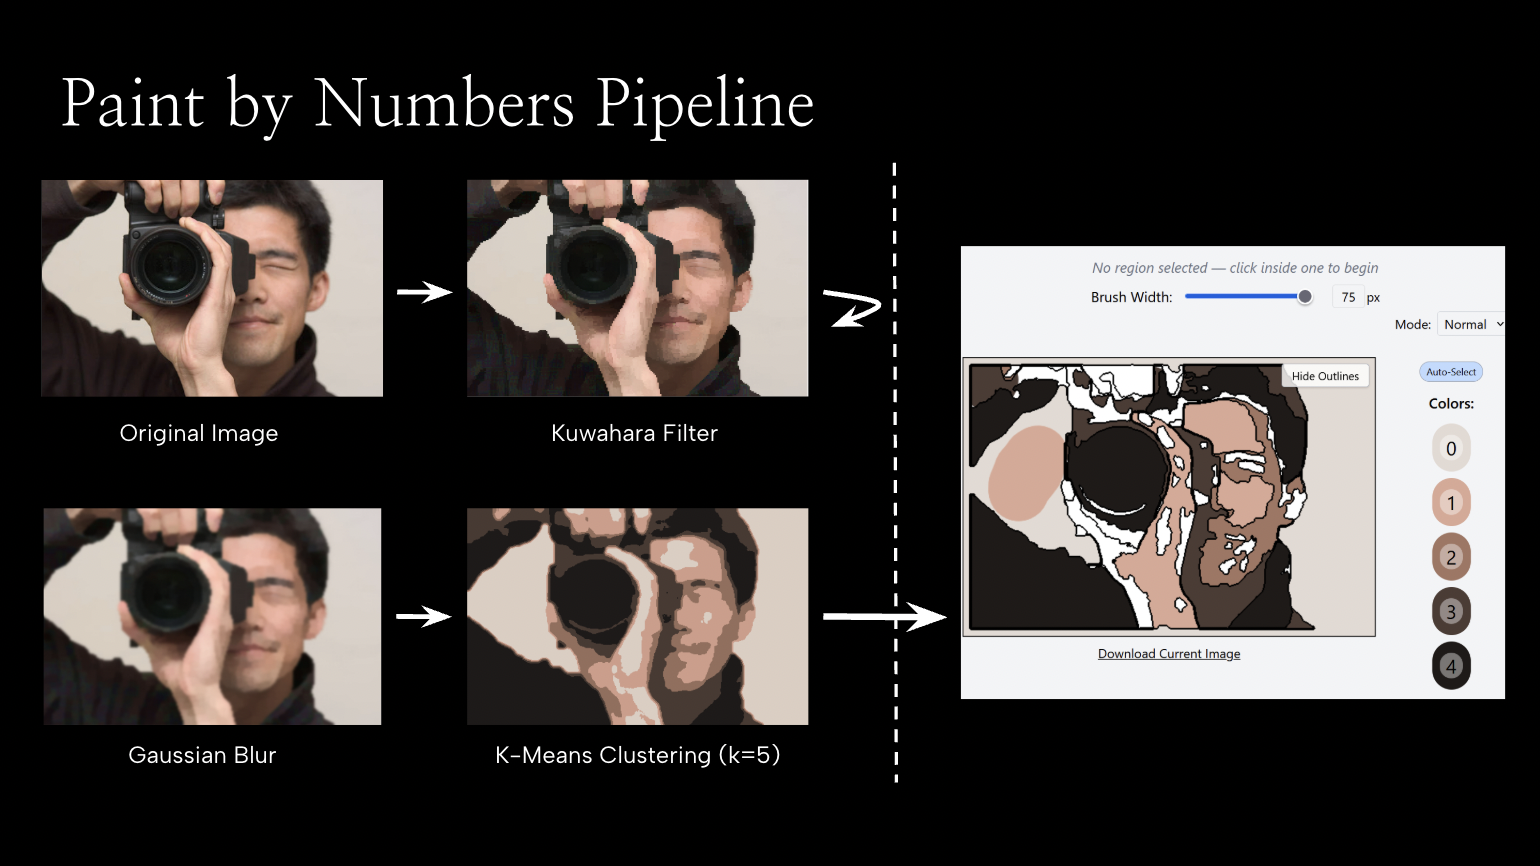 Paint by Numbers Pipeline
Original Image
Kuwahara Filter
Gaussian Blur
K-Means Clustering (k=5)
No region selected — click inside one to begin
Brush Width:
75 px
Mode: Normal
Hide Outlines
Auto-Select
Colors:
0
1
2
3
4
Download Current Image